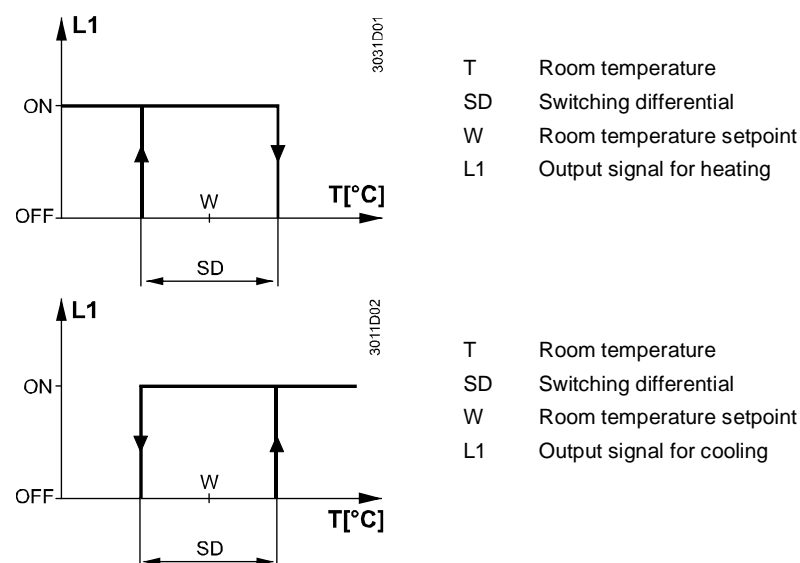 L1
3031D01
ON
OFF
W
T[°C]
SD
T Room temperature
SD Switching differential
W Room temperature setpoint
L1 Output signal for heating
L1
3011D02
ON
OFF
W
T[°C]
SD
T Room temperature
SD Switching differential
W Room temperature setpoint
L1 Output signal for cooling